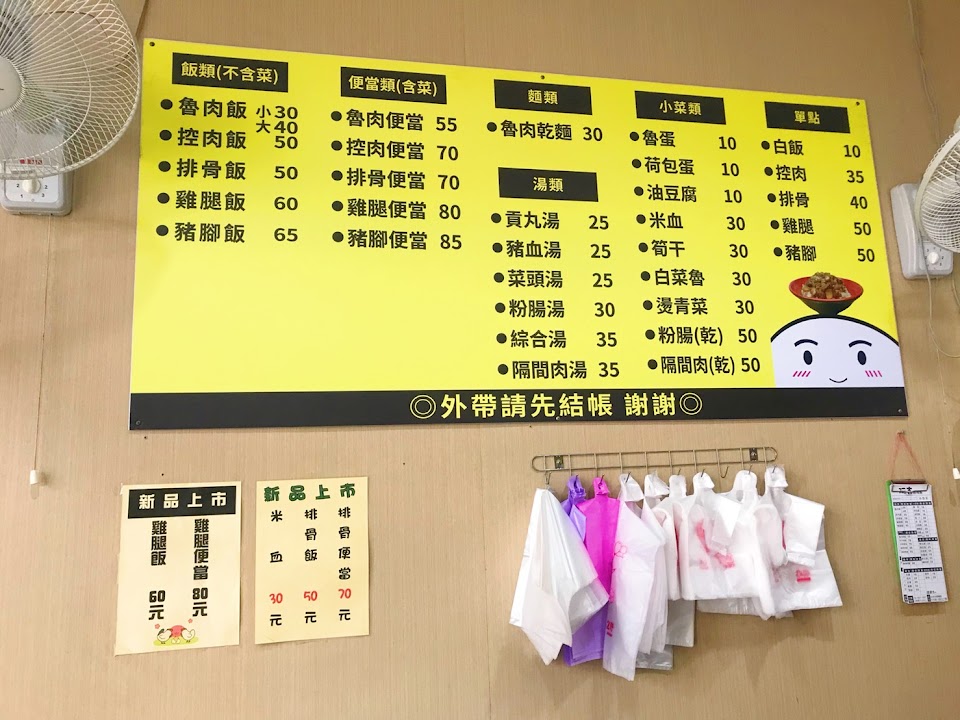 飯類(不含菜)
●魯肉飯 小30
大40
●控肉飯 50
●排骨飯 50
●雞腿飯 60
●豬腳飯 65
便當類(含菜)
●魯肉便當 55
●控肉便當 70
●排骨便當 70
●雞腿便當 80
●豬腳便當 85
麵類
●魯肉乾麵 30
湯類
●貢丸湯 25
●豬血湯 25
●菜頭湯 25
●粉腸湯 30
●綜合湯 35
●隔間肉湯 35
小菜類
●魯蛋 10
●荷包蛋 10
●油豆腐 10
●米血 30
●筍干 30
●白菜魯 30
●燙青菜 30
●粉腸(乾) 50
●隔間肉(乾) 50
單點
●白飯 10
●控肉 35
●排骨 40
●雞腿 50
●豬腳 50
◎外帶請先結帳 謝謝◎
新品上市
雞腿便當 80元
雞腿飯 60元
新品上市
排骨便當 70元
排骨飯 50元
米血 30元